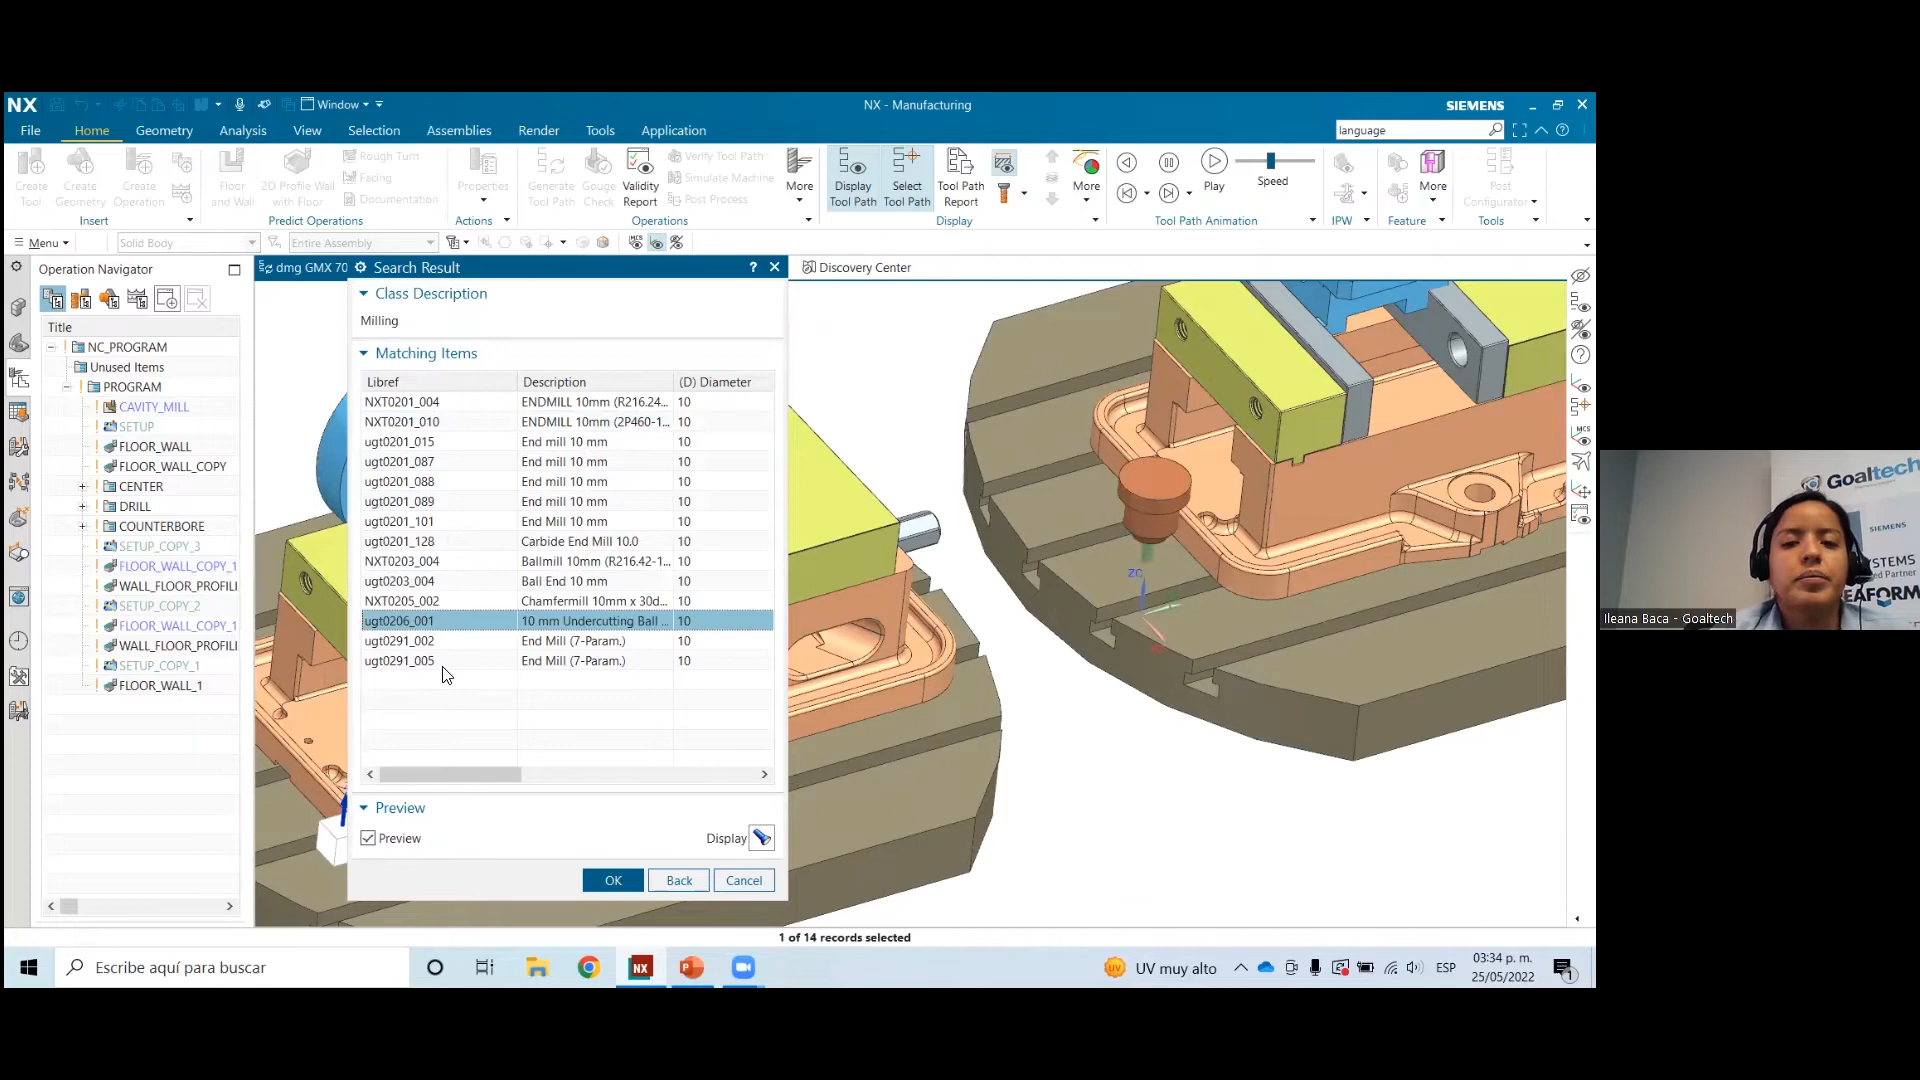 NX
Window
NX - Manufacturing
SIEMENS
File
Home
Geometry
Analysis
View
Selection
Assemblies
Render
Tools
Application
language
Create Tool
Create Geometry
Create Operation
Insert
Floor and Wall
2D Profile Wall with Floor
Rough Turn
Facing
Documentation
Predict Operations
Properties
Actions
Generate Tool Path
Gouge Check
Validity Report
Verify Tool Path
Simulate Machine
Post Process
More
Operations
Display Tool Path
Select Tool Path
Tool Path Report
More
Display
Play
Speed
Tool Path Animation
IPW
More
Feature
Post Configurator
Tools
Menu
Solid Body
Entire Assembly
MCS
Operation Navigator
dmg GMX 70
Search Result
Discovery Center
Title
NC_PROGRAM
Unused Items
PROGRAM
CAVITY_MILL
SETUP
FLOOR_WALL
FLOOR_WALL_COPY
CENTER
DRILL
COUNTERBORE
SETUP_COPY_3
FLOOR_WALL_COPY_1
WALL_FLOOR_PROFILI
SETUP_COPY_2
FLOOR_WALL_COPY_1
WALL_FLOOR_PROFILI
SETUP_COPY_1
FLOOR_WALL_1
Class Description
Milling
Matching Items
Libref Description (D) Diameter
NXT0201_004 ENDMILL 10mm (R216.24... 10
NXT0201_010 ENDMILL 10mm (2P460-1... 10
ugt0201_015 End mill 10 mm 10
ugt0201_087 End mill 10 mm 10
ugt0201_088 End mill 10 mm 10
ugt0201_089 End mill 10 mm 10
ugt0201_101 End Mill 10 mm 10
ugt0201_128 Carbide End Mill 10.0 10
NXT0203_004 Ballmill 10mm (R216.42-1... 10
ugt0203_004 Ball End 10 mm 10
NXT0205_002 Chamfermill 10mm x 30d... 10
ugt0206_001 10 mm Undercutting Ball ... 10
ugt0291_002 End Mill (7-Param.) 10
ugt0291_005 End Mill (7-Param.) 10
Preview
Preview
Display
OK
Back
Cancel
ZC
MCS
1 of 14 records selected
Goaltech
SIEMENS
Ileana Baca - Goaltech
Escribe aquí para buscar
NX
UV
UV muy alto
ESP
03:34 p. m.
25/05/2022
1